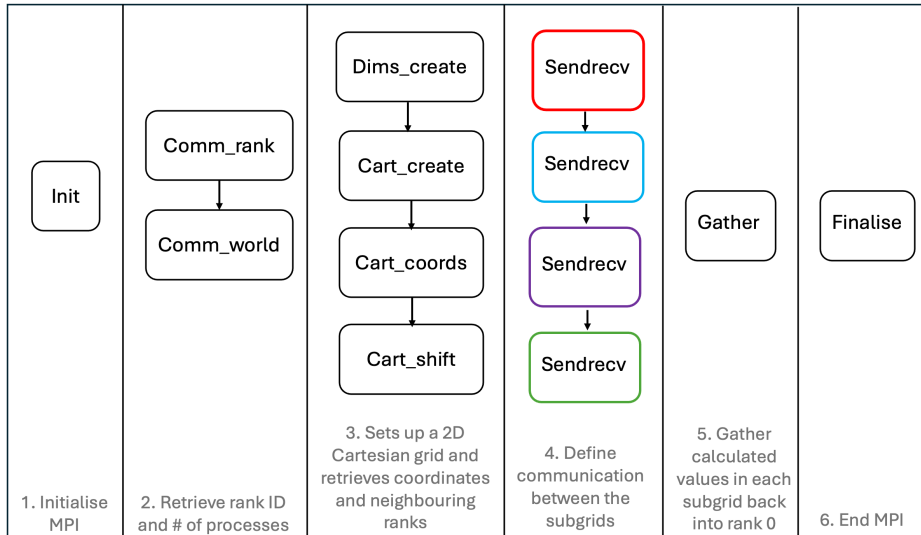 Init
1. Initialise
MPI
Comm_rank
Comm_world
2. Retrieve rank ID
and # of processes
Dims_create
Cart_create
Cart_coords
Cart_shift
3. Sets up a 2D
Cartesian grid and
retrieves coordinates
and neighbouring
ranks
Sendrecv
Sendrecv
Sendrecv
Sendrecv
4. Define
communication
between the
subgrids
Gather
5. Gather
calculated
values in each
subgrid back
into rank 0
Finalise
6. End MPI